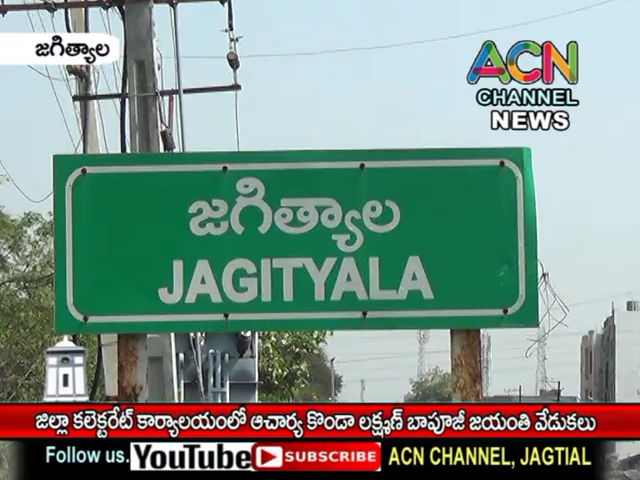 జగిత్యాల
ACN
CHANNEL
NEWS
జగిత్యాల
JAGITYALA
జిల్లా కలెక్టరేట్ కార్యాలయంలో ఆచార్య కొండా లక్ష్మణ్ బాపూజీ జయంతి వేడుకలు
Follow us. YouTube SUBSCRIBE ACN CHANNEL, JAGTIAL